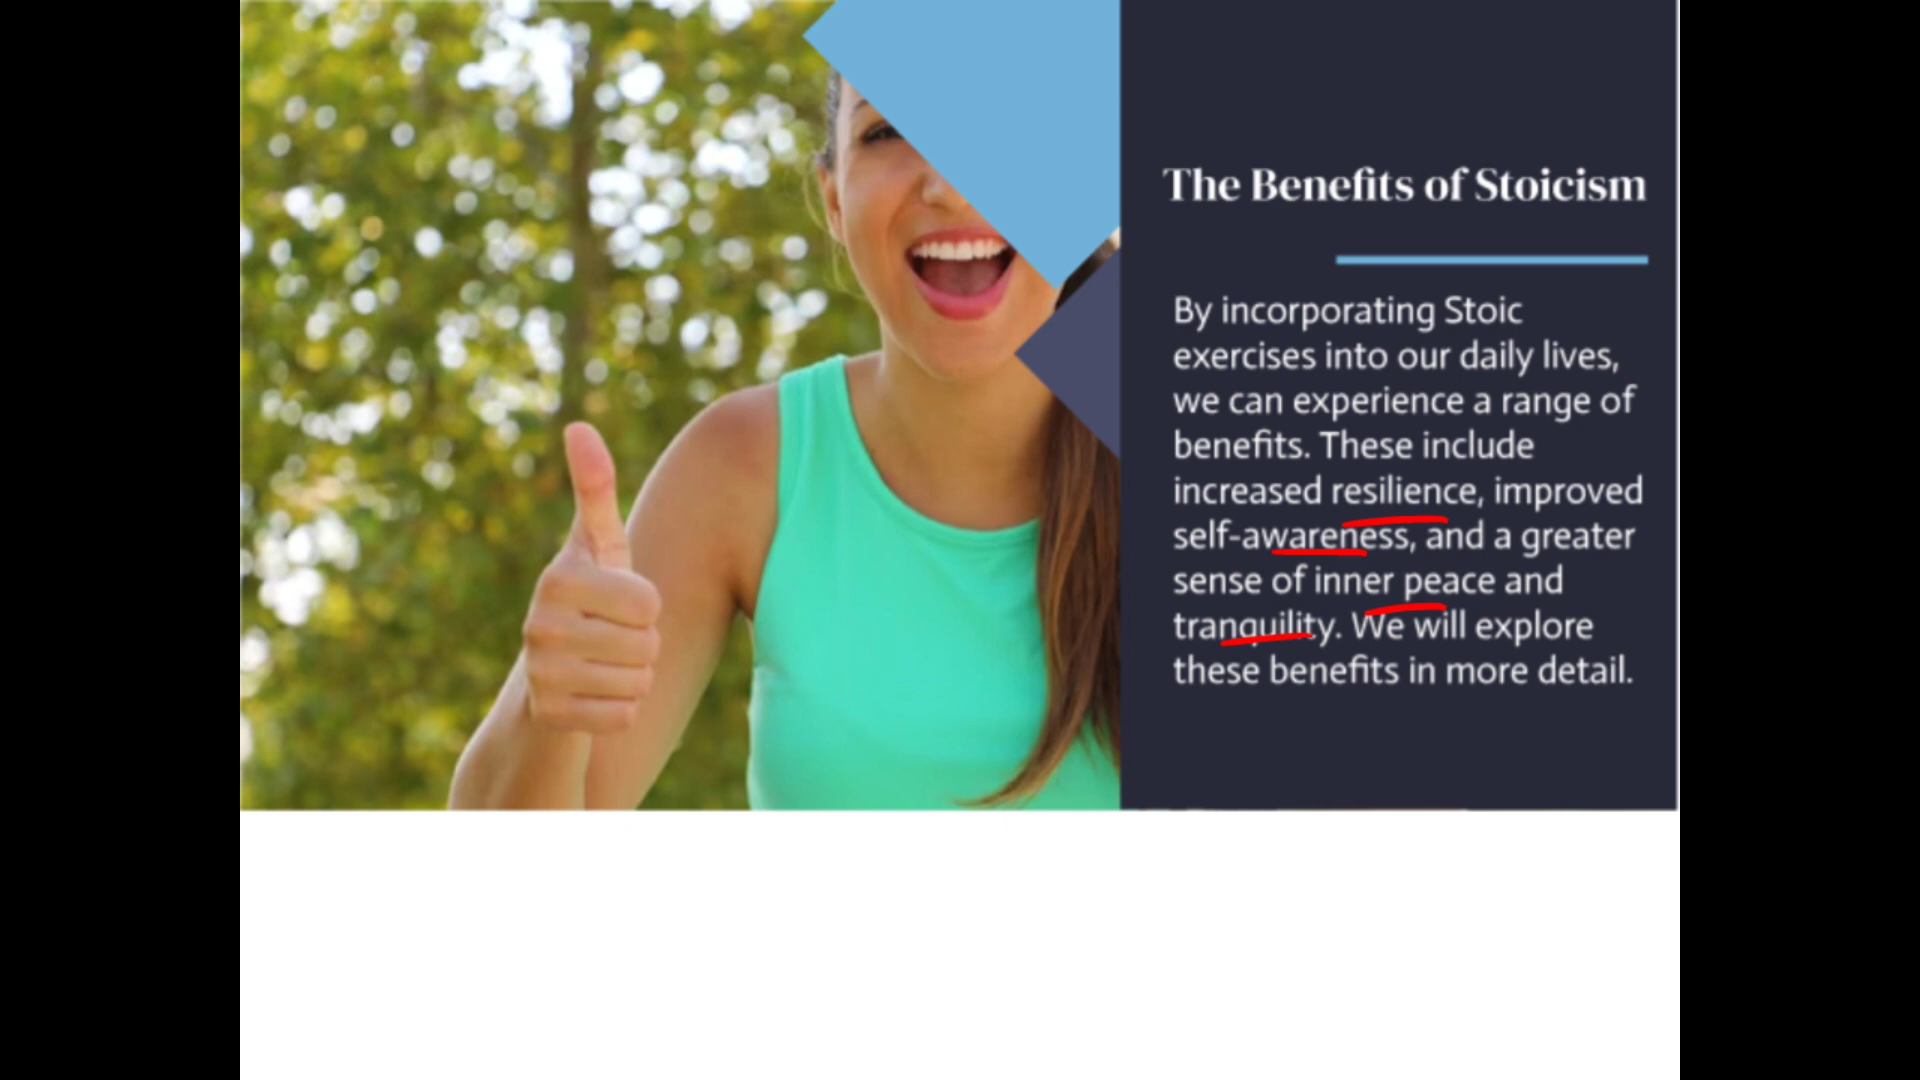 The Benefits of Stoicism
By incorporating Stoic
exercises into our daily lives,
we can experience a range of
benefits. These include
increased resilience, improved
self-awareness, and a greater
sense of inner peace and
tranquility. We will explore
these benefits in more detail.